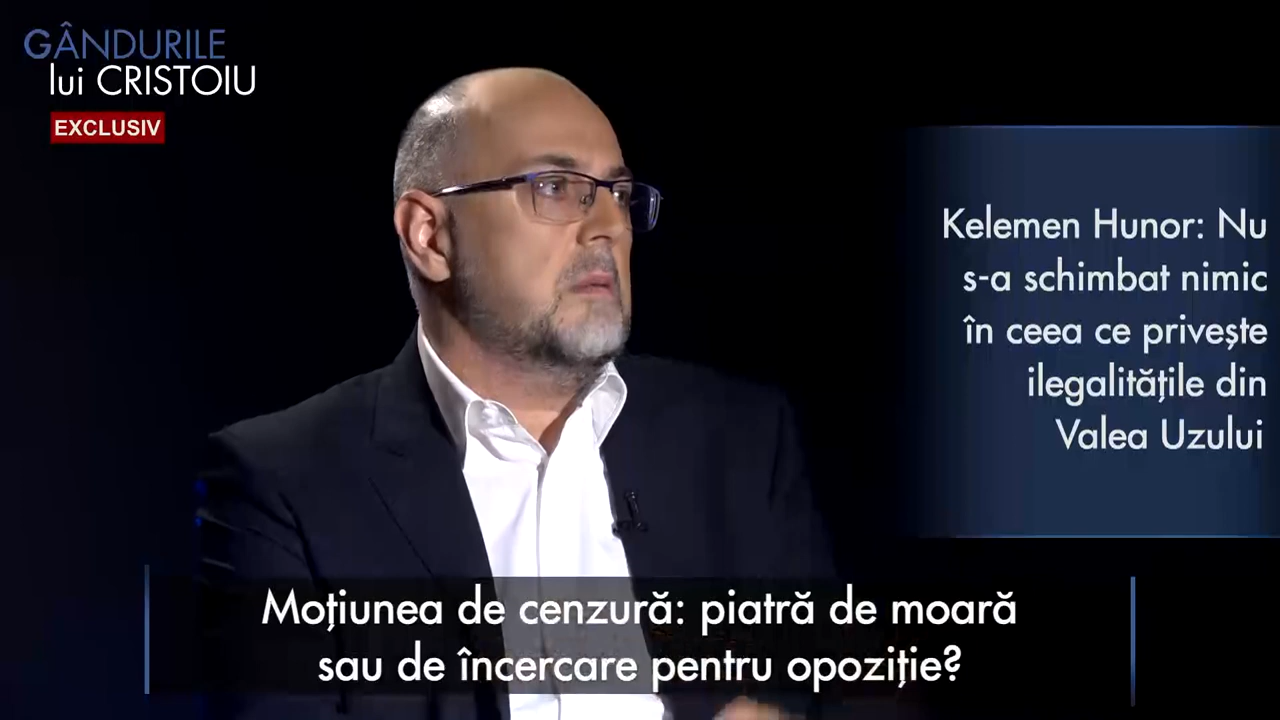 GÂNDURILE
lui CRISTOIU
EXCLUSIV
Kelemen Hunor: Nu
s-a schimbat nimic
în ceea ce privește
ilegalitățile din
Valea Uzului
Moțiunea de cenzură: piatră de moară
sau de încercare pentru opoziție?